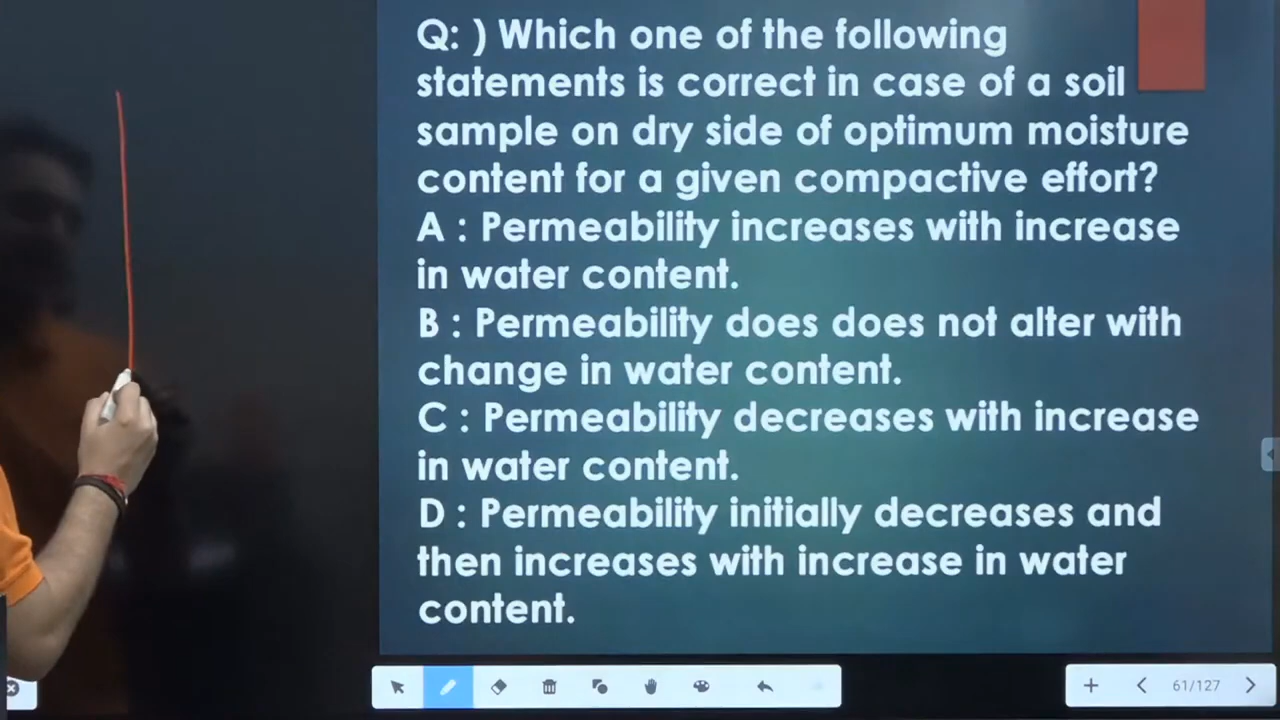 Q: ) Which one of the following
statements is correct in case of a soil
sample on dry side of optimum moisture
content for a given compactive effort?
A : Permeability increases with increase
in water content.
B : Permeability does does not alter with
change in water content.
C : Permeability decreases with increase
in water content.
D : Permeability initially decreases and
then increases with increase in water
content.
61/127